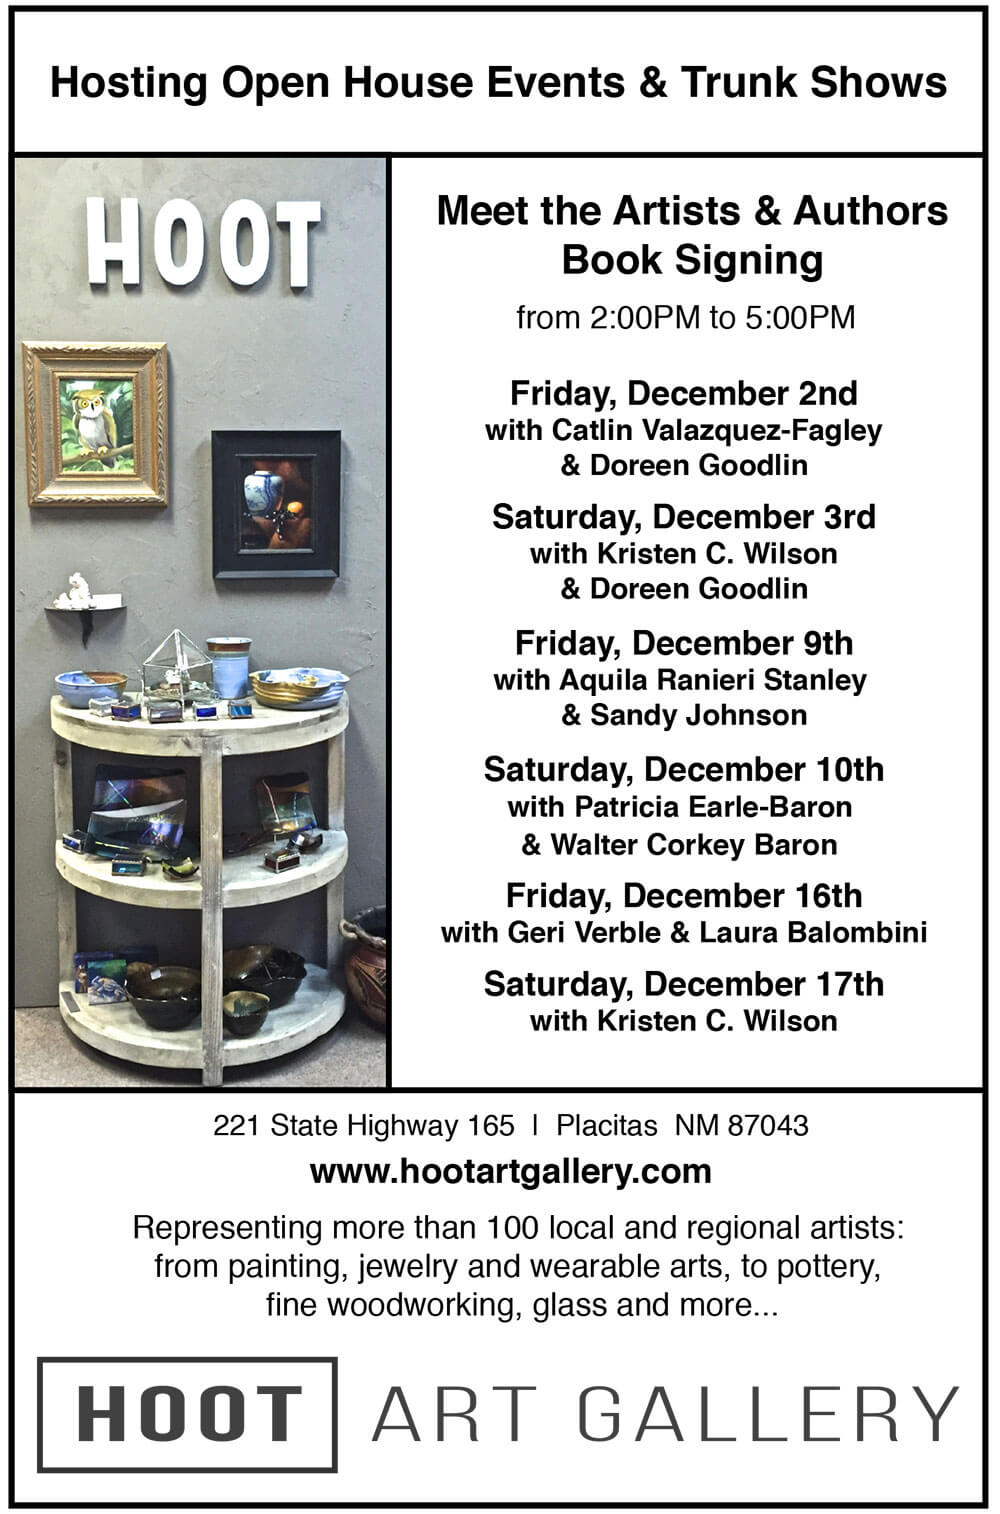 Hosting Open House Events & Trunk Shows
HOOT
Meet the Artists & Authors
Book Signing
from 2:00PM to 5:00PM
Friday, December 2nd
with Catlin Valazquez-Fagley
& Doreen Goodlin
Saturday, December 3rd
with Kristen C. Wilson
& Doreen Goodlin
Friday, December 9th
with Aquila Ranieri Stanley
& Sandy Johnson
Saturday, December 10th
with Patricia Earle-Baron
& Walter Corkey Baron
Friday, December 16th
with Geri Verble & Laura Balombini
Saturday, December 17th
with Kristen C. Wilson
221 State Highway 165 | Placitas NM 87043
www.hootartgallery.com
Representing more than 100 local and regional artists:
from painting, jewelry and wearable arts, to pottery,
fine woodworking, glass and more...
HOOT ART GALLERY